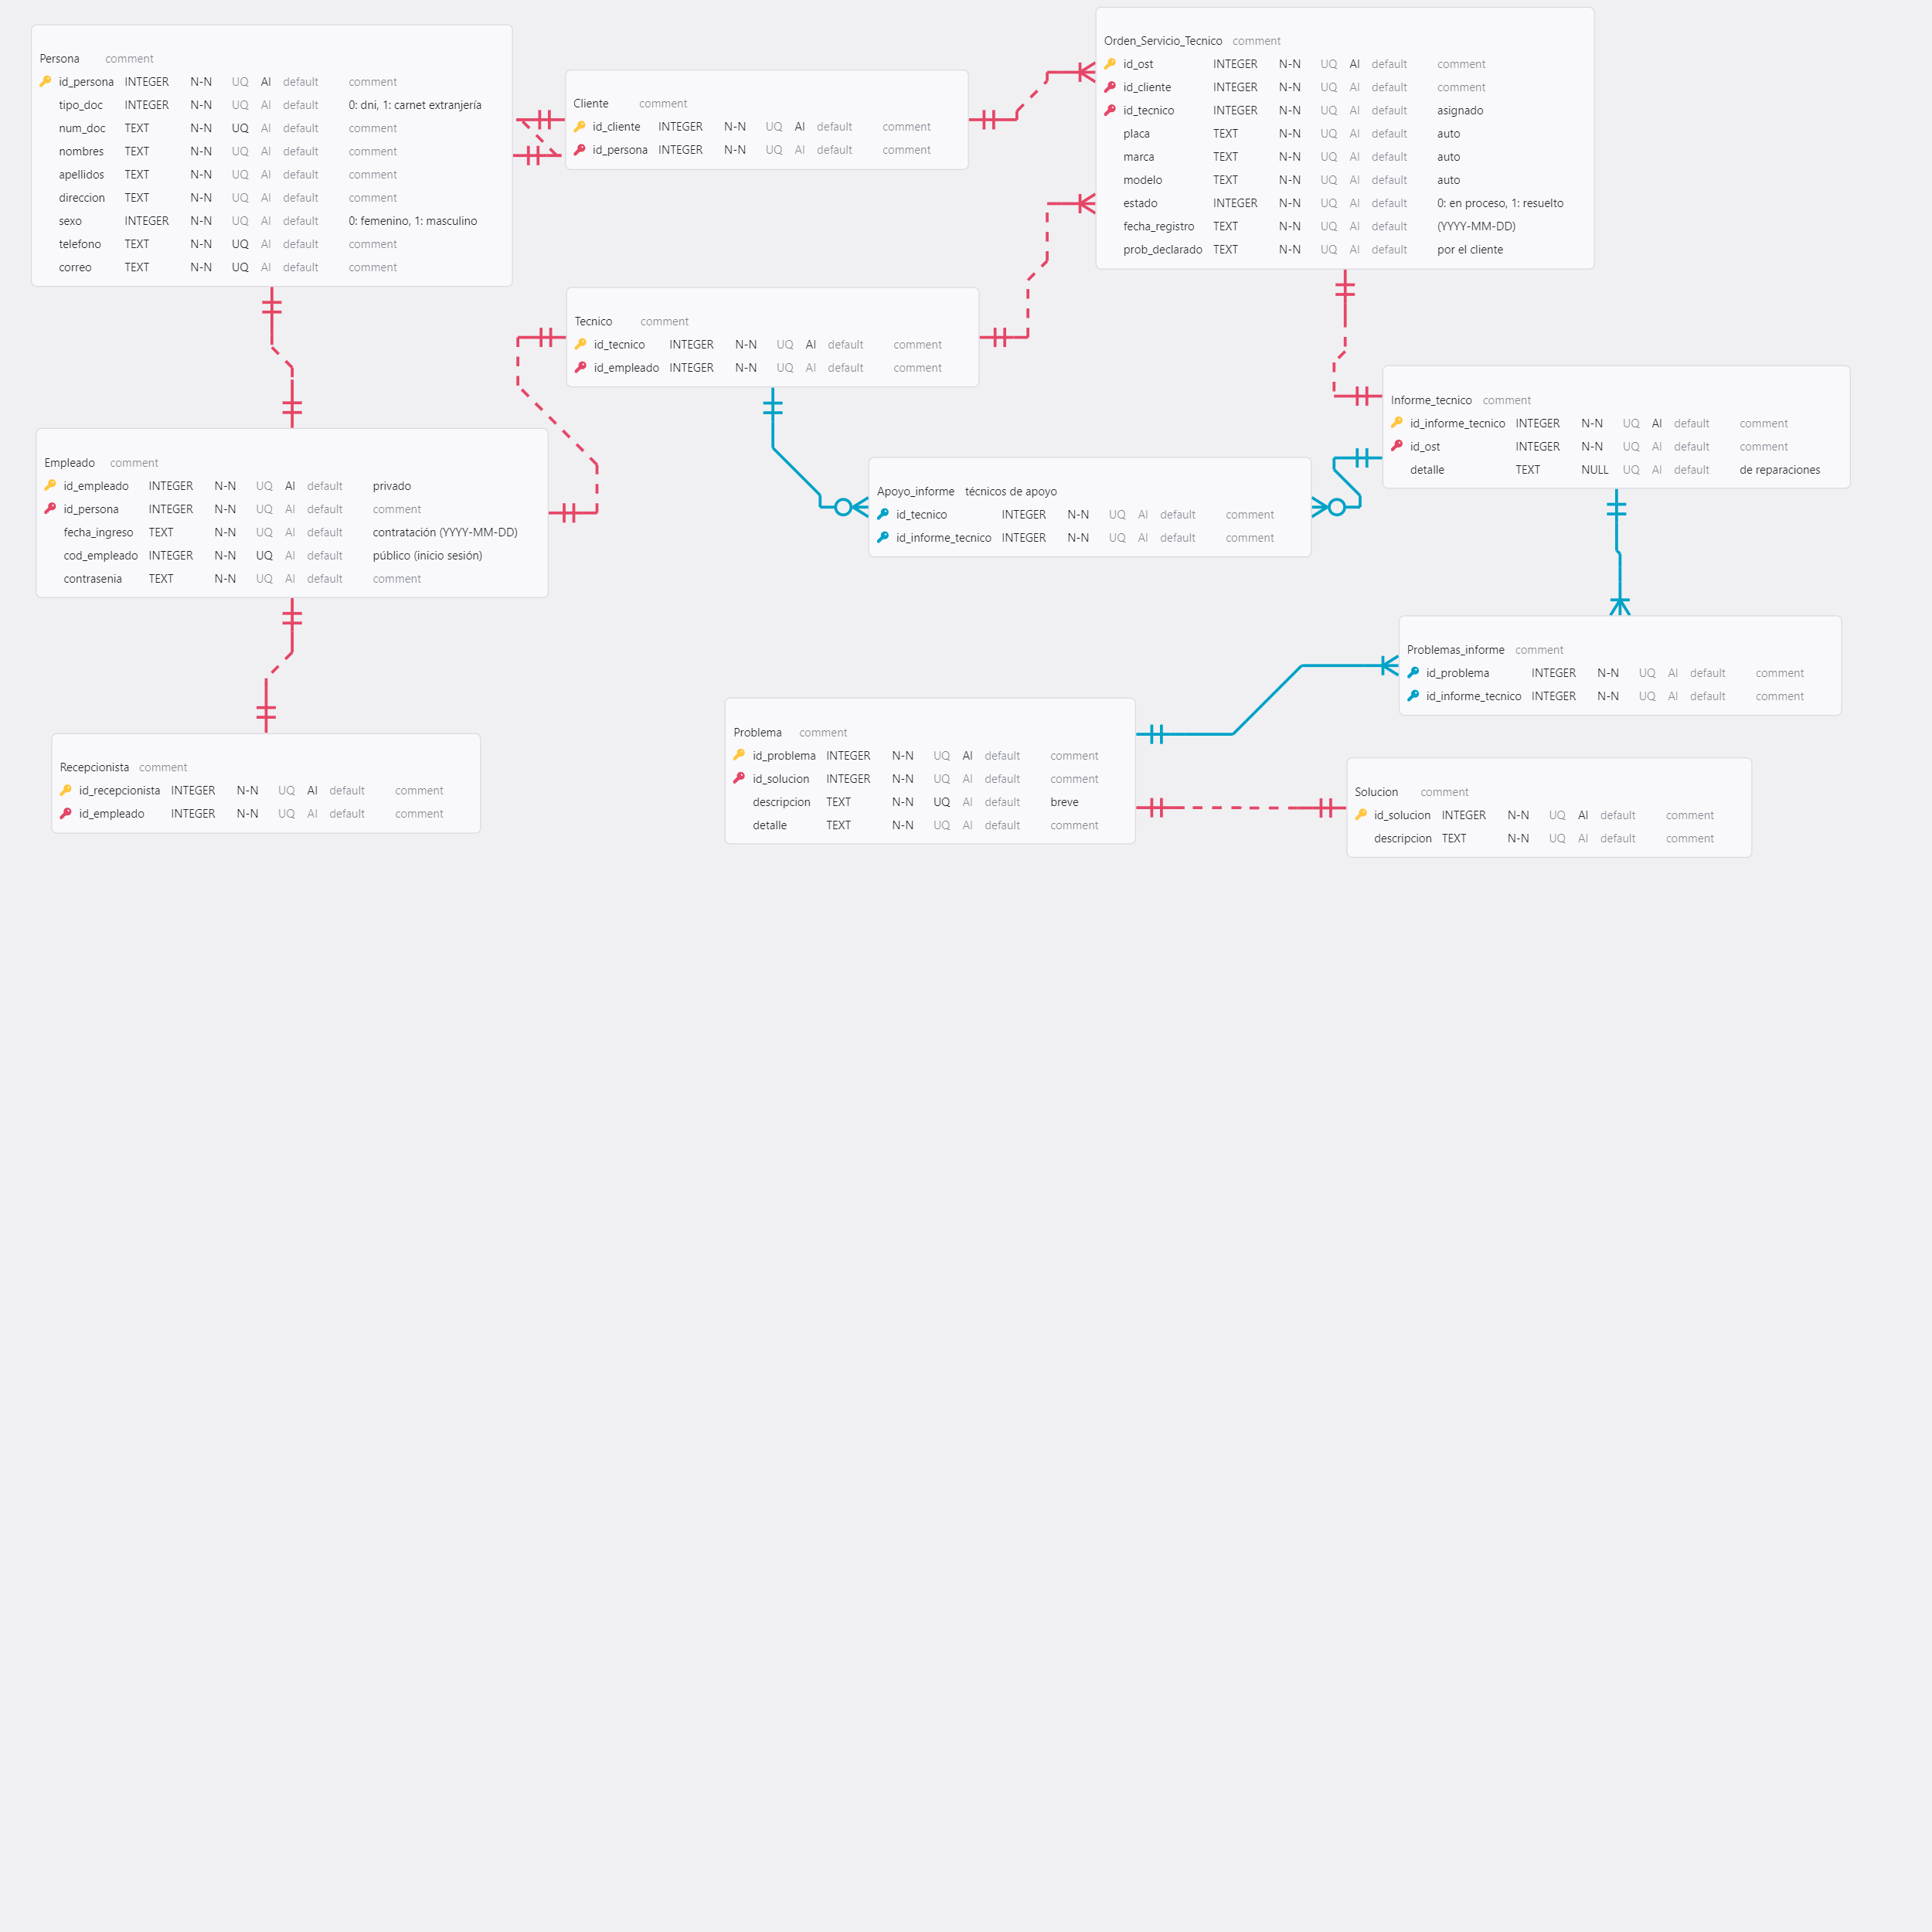 Persona comment
id_persona INTEGER N-N UQ AI default comment
tipo_doc INTEGER N-N UQ AI default 0: dni, 1: carnet extranjería
num_doc TEXT N-N UQ AI default comment
nombres TEXT N-N UQ AI default comment
apellidos TEXT N-N UQ AI default comment
direccion TEXT N-N UQ AI default comment
sexo INTEGER N-N UQ AI default 0: femenino, 1: masculino
telefono TEXT N-N UQ AI default comment
correo TEXT N-N UQ AI default comment
Cliente comment
id_cliente INTEGER N-N UQ AI default comment
id_persona INTEGER N-N UQ AI default comment
Orden_Servicio_Tecnico comment
id_ost INTEGER N-N UQ AI default comment
id_cliente INTEGER N-N UQ AI default comment
id_tecnico INTEGER N-N UQ AI default asignado
placa TEXT N-N UQ AI default auto
marca TEXT N-N UQ AI default auto
modelo TEXT N-N UQ AI default auto
estado INTEGER N-N UQ AI default 0: en proceso, 1: resuelto
fecha_registro TEXT N-N UQ AI default (YYYY-MM-DD)
prob_declarado TEXT N-N UQ AI default por el cliente
Tecnico comment
id_tecnico INTEGER N-N UQ AI default comment
id_empleado INTEGER N-N UQ AI default comment
Informe_tecnico comment
id_informe_tecnico INTEGER N-N UQ AI default comment
id_ost INTEGER N-N UQ AI default comment
detalle TEXT NULL UQ AI default de reparaciones
Empleado comment
id_empleado INTEGER N-N UQ AI default privado
id_persona INTEGER N-N UQ AI default comment
fecha_ingreso TEXT N-N UQ AI default contratación (YYYY-MM-DD)
cod_empleado INTEGER N-N UQ AI default público (inicio sesión)
contrasenia TEXT N-N UQ AI default comment
Apoyo_informe técnicos de apoyo
id_tecnico INTEGER N-N UQ AI default comment
id_informe_tecnico INTEGER N-N UQ AI default comment
Problemas_informe comment
id_problema INTEGER N-N UQ AI default comment
id_informe_tecnico INTEGER N-N UQ AI default comment
Problema comment
id_problema INTEGER N-N UQ AI default comment
id_solucion INTEGER N-N UQ AI default comment
descripcion TEXT N-N UQ AI default breve
detalle TEXT N-N UQ AI default comment
Recepcionista comment
id_recepcionista INTEGER N-N UQ AI default comment
id_empleado INTEGER N-N UQ AI default comment
Solucion comment
id_solucion INTEGER N-N UQ AI default comment
descripcion TEXT N-N UQ AI default comment